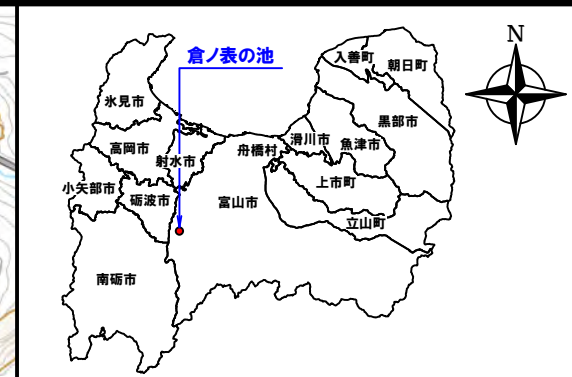 倉ノ表の池
N
入善町
朝日町
氷見市
黒部市
滑川市
魚津市
高岡市
射水市
舟橋村
上市町
小矢部市
砺波市
富山市
立山町
南砺市